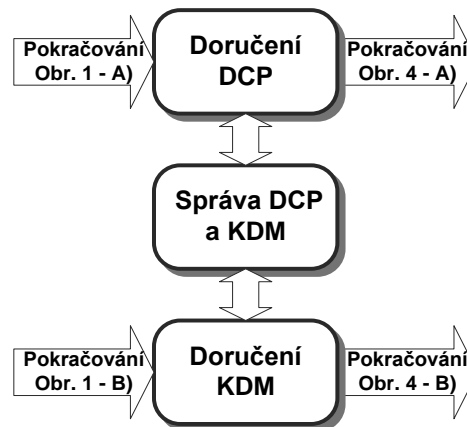 Pokračování
Obr. 1 - A)
Doručení
DCP
Pokračování
Obr. 4 - A)
Správa DCP
a KDM
Pokračování
Obr. 1 - B)
Doručení
KDM
Pokračování
Obr. 4 - B)